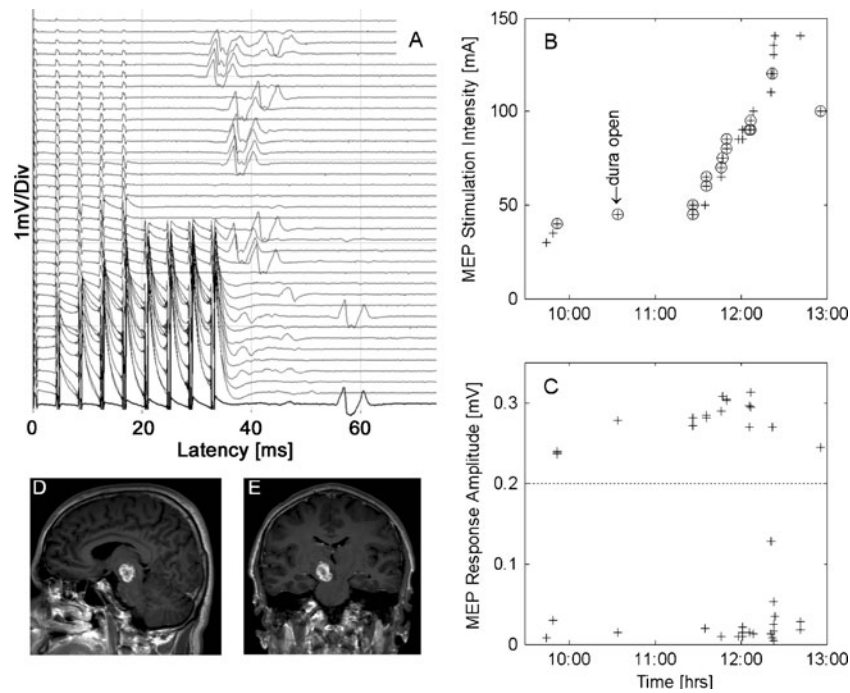 A
1mV/Div
0
20
40
60
Latency [ms]
B
MEP Stimulation Intensity [mA]
150
100
50
0
←dura open
10:00
11:00
12:00
13:00
C
MEP Response Amplitude [mV]
0.3
0.2
0.1
0
10:00
11:00
12:00
13:00
Time [hrs]
D
E